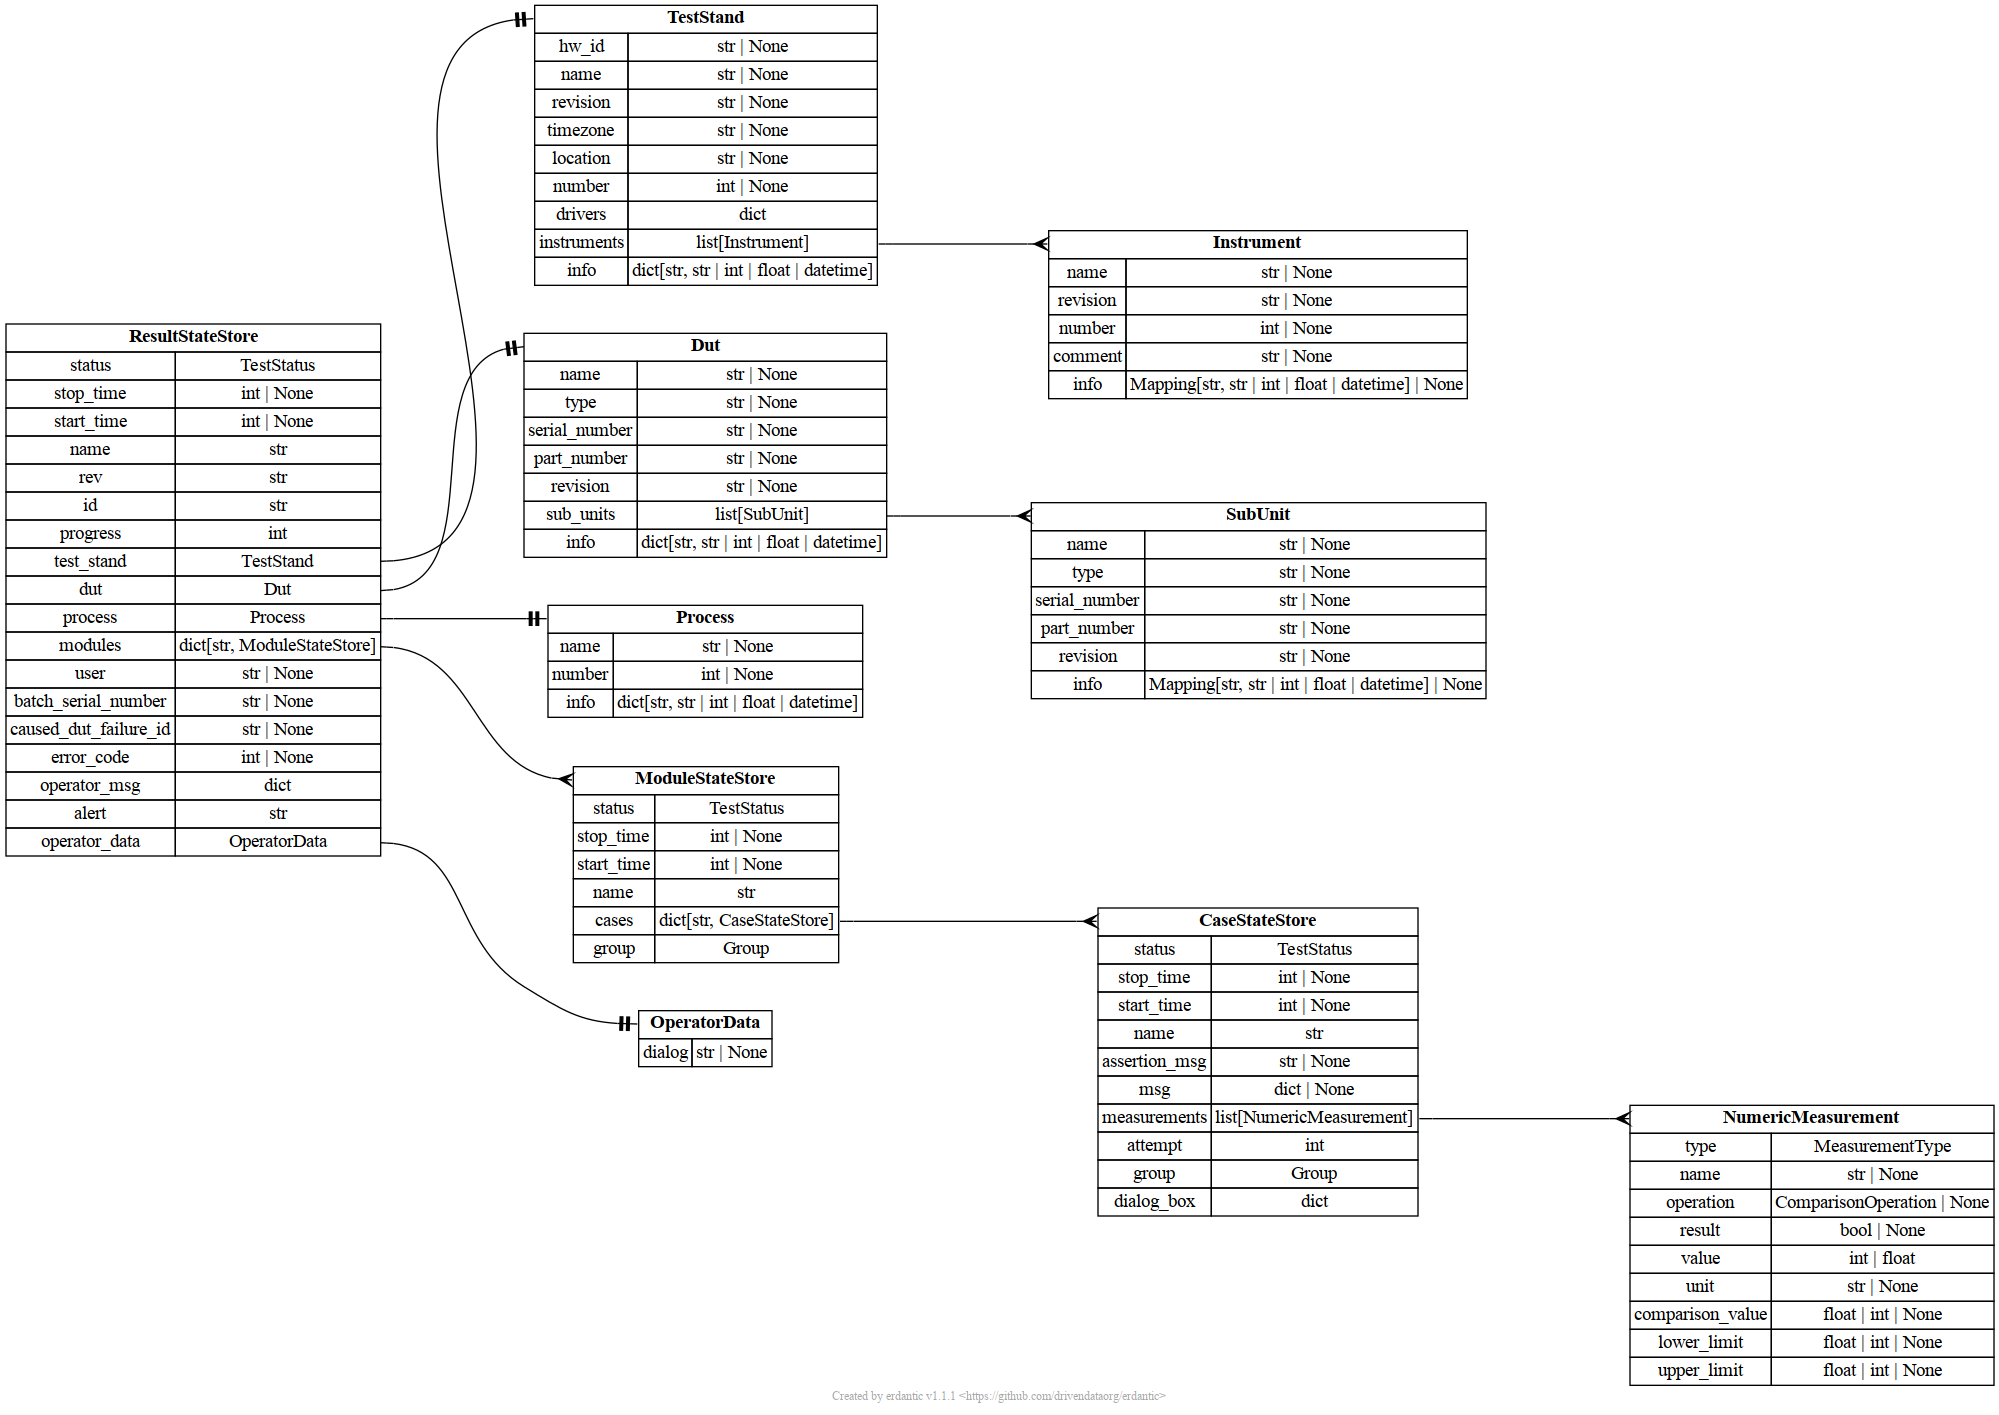 TestStand
hw_id str | None
name str | None
revision str | None
timezone str | None
location str | None
number int | None
drivers dict
instruments list[Instrument]
info dict[str, str | int | float | datetime]
Instrument
name str | None
revision str | None
number int | None
comment str | None
info Mapping[str, str | int | float | datetime] | None
ResultStateStore
status TestStatus
stop_time int | None
start_time int | None
name str
rev str
id str
progress int
test_stand TestStand
dut Dut
process Process
modules dict[str, ModuleStateStore]
user str | None
batch_serial_number str | None
caused_dut_failure_id str | None
error_code int | None
operator_msg dict
alert str
operator_data OperatorData
Dut
name str | None
type str | None
serial_number str | None
part_number str | None
revision str | None
sub_units list[SubUnit]
info dict[str, str | int | float | datetime]
SubUnit
name str | None
type str | None
serial_number str | None
part_number str | None
revision str | None
info Mapping[str, str | int | float | datetime] | None
Process
name str | None
number int | None
info dict[str, str | int | float | datetime]
ModuleStateStore
status TestStatus
stop_time int | None
start_time int | None
name str
cases dict[str, CaseStateStore]
group Group
CaseStateStore
status TestStatus
stop_time int | None
start_time int | None
name str
assertion_msg str | None
msg dict | None
measurements list[NumericMeasurement]
attempt int
group Group
dialog_box dict
OperatorData
dialog str | None
NumericMeasurement
type MeasurementType
name str | None
operation ComparisonOperation | None
result bool | None
value int | float
unit str | None
comparison_value float | int | None
lower_limit float | int | None
upper_limit float | int | None
Created by erdantic v1.1.1 <https://github.com/drivendataorg/erdantic>